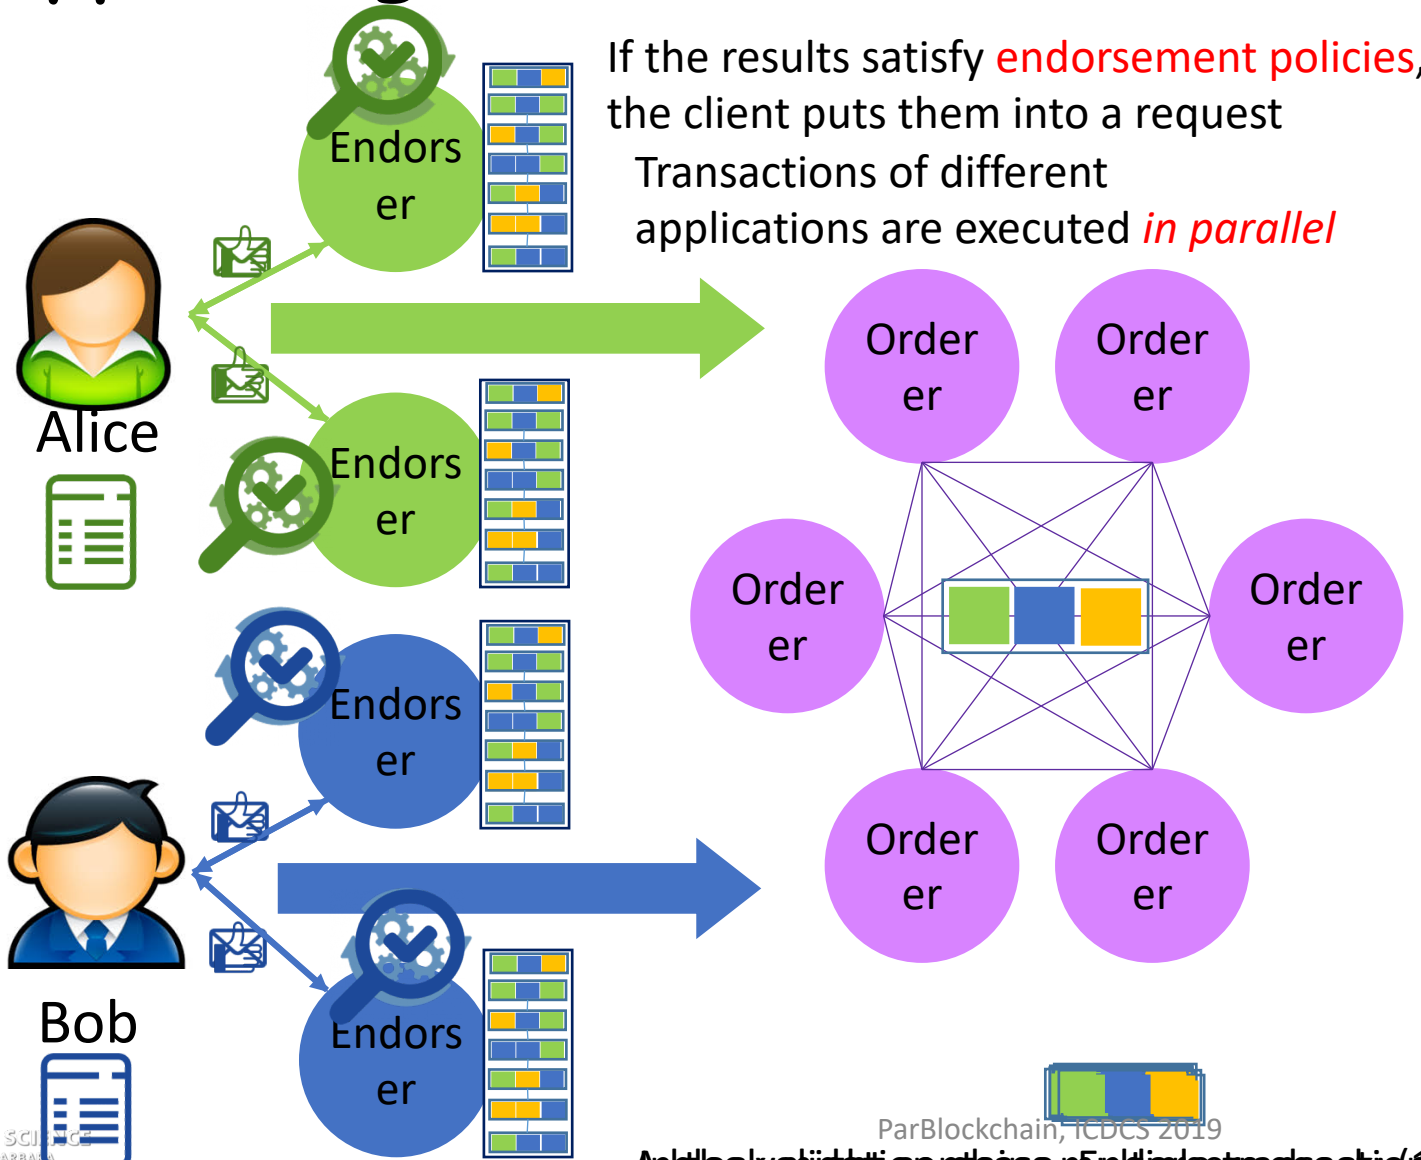 If the results satisfy endorsement policies,
the client puts them into a request
Transactions of different
applications are executed in parallel
Endors
er
Alice
Endors
er
Endors
er
Bob
Endors
er
Order
er
Order
er
Order
er
Order
er
Order
er
Order
er
ParBlockchain, ICDCS 2019
SCIENCE